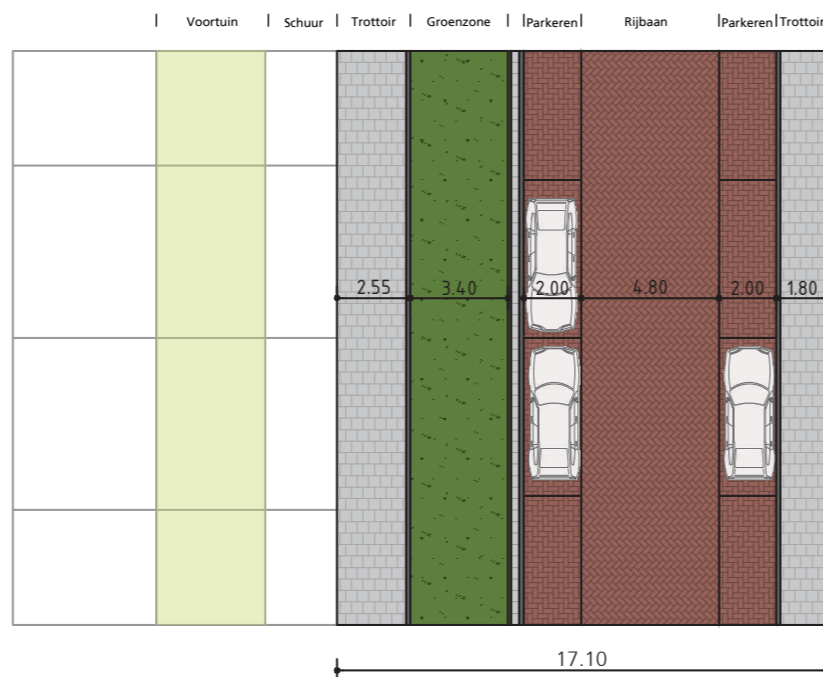 Voortuin Schuur Trottoir Groenzone Parkeren Rijbaan Parkeren Trottoir
2.55 3.40 2.00 4.80 2.00 1.80
17.10